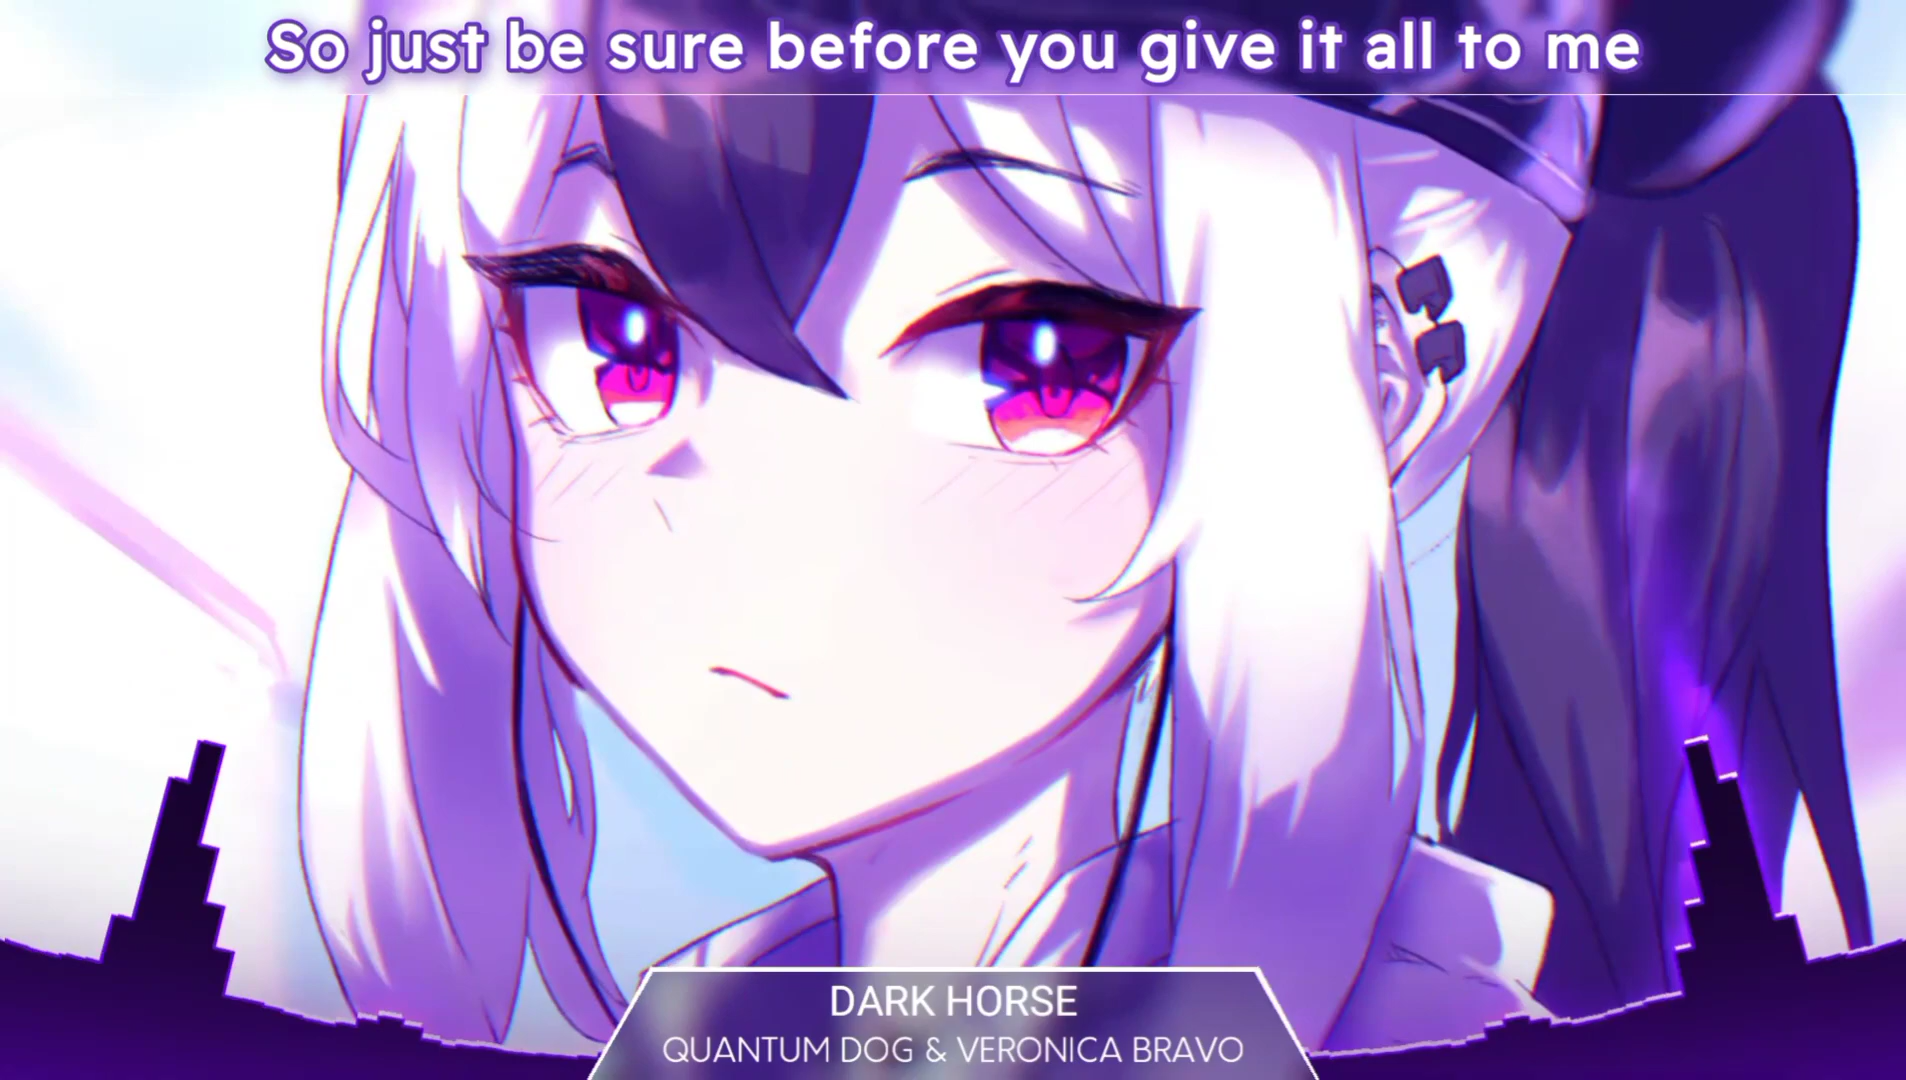 So just be sure before you give it all to me
DARK HORSE
QUANTUM DOG & VERONICA BRAVO